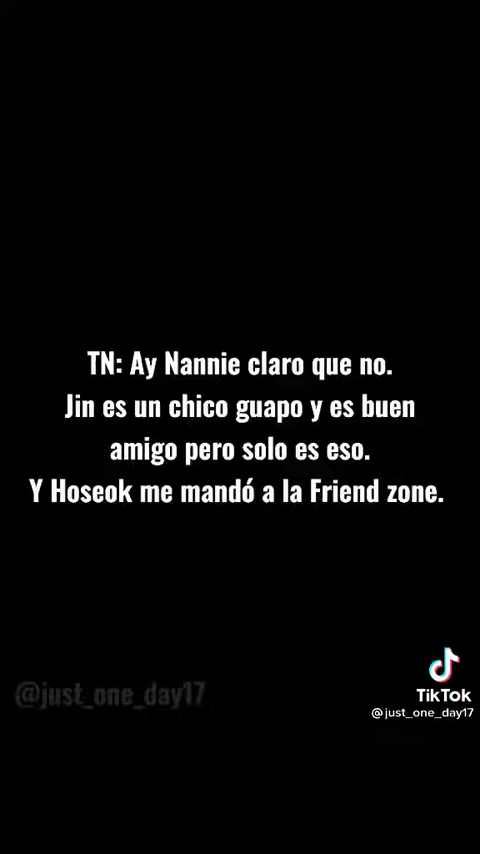 TN: Ay Nannie claro que no.
Jin es un chico guapo y es buen
amigo pero solo es eso.
Y Hoseok me mandó a la Friend zone.
@just_one_day17
TikTok
@just_one_day17